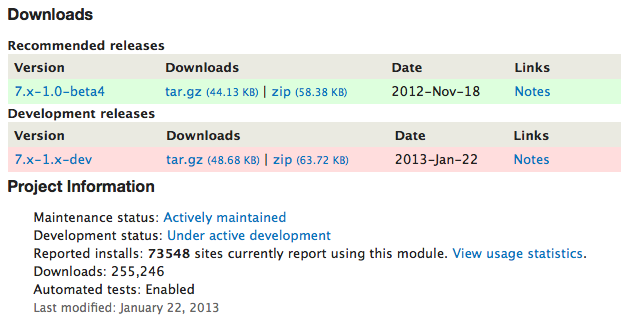 Downloads
Recommended releases
Version Downloads Date Links
7.x-1.0-beta4 tar.gz (44.13 KB) | zip (58.38 KB) 2012-Nov-18 Notes
Development releases
Version Downloads Date Links
7.x-1.x-dev tar.gz (48.68 KB) | zip (63.72 KB) 2013-Jan-22 Notes
Project Information
Maintenance status: Actively maintained
Development status: Under active development
Reported installs: 73548 sites currently report using this module. View usage statistics.
Downloads: 255,246
Automated tests: Enabled
Last modified: January 22, 2013